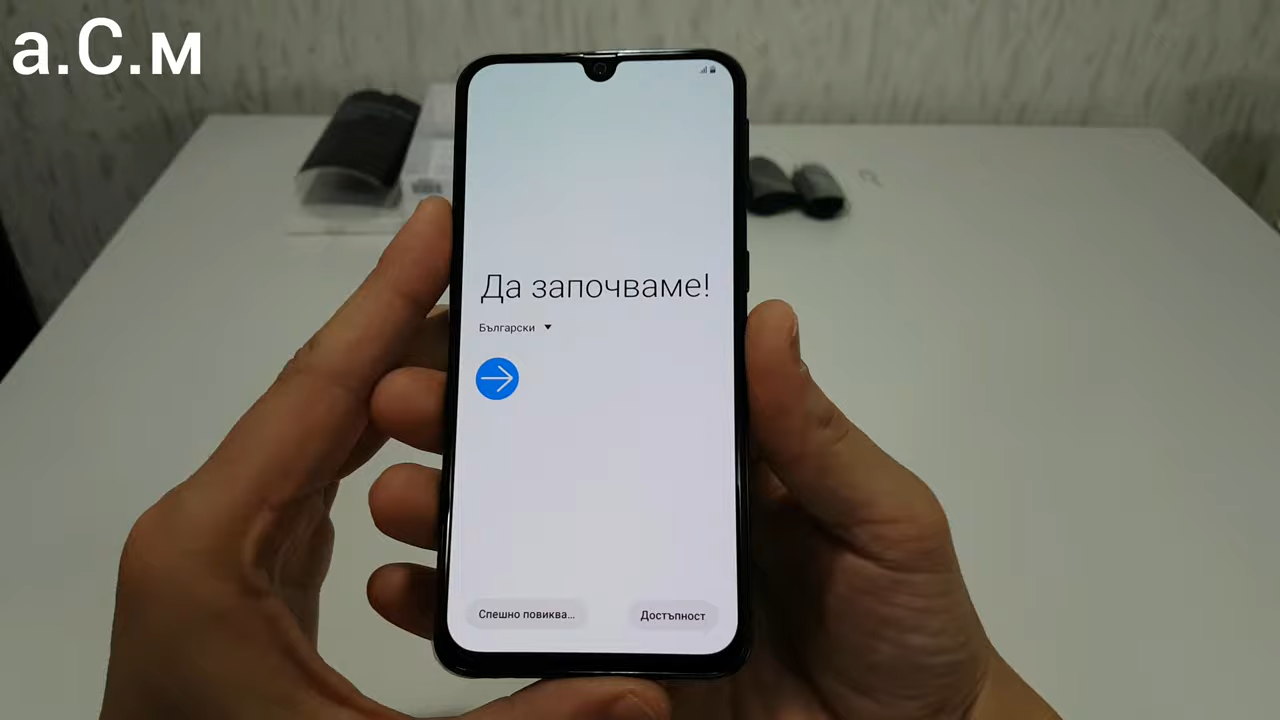 а.С.м
Да започваме!
Български
Спешно повиква...
Достъпност